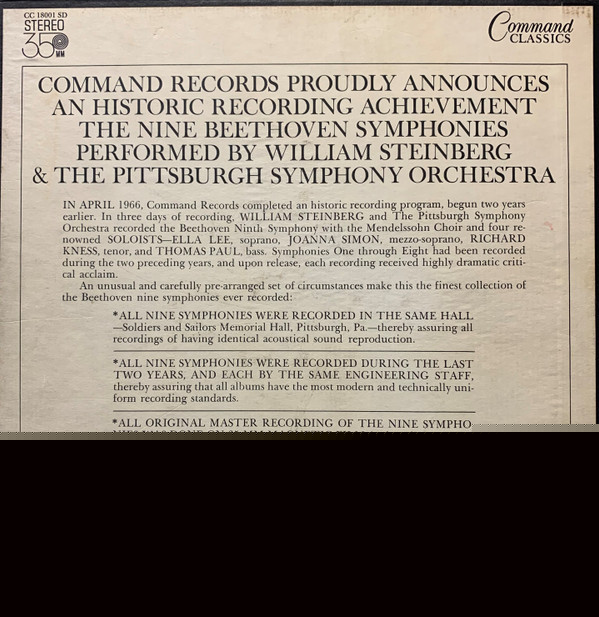 CC 18001 SD
STEREO
35
MM
Command
CLASSICS
COMMAND RECORDS PROUDLY ANNOUNCES
AN HISTORIC RECORDING ACHIEVEMENT
THE NINE BEETHOVEN SYMPHONIES
PERFORMED BY WILLIAM STEINBERG
& THE PITTSBURGH SYMPHONY ORCHESTRA
IN APRIL 1966, Command Records completed an historic recording program, begun two years
earlier. In three days of recording, WILLIAM STEINBERG and The Pittsburgh Symphony
Orchestra recorded the Beethoven Ninth Symphony with the Mendelssohn Choir and four re-
nowned SOLOISTS—ELLA LEE, soprano, JOANNA SIMON, mezzo-soprano, RICHARD
KNESS, tenor, and THOMAS PAUL, bass. Symphonies One through Eight had been recorded
during the two preceding years, and upon release, each recording received highly dramatic criti-
cal acclaim.
An unusual and carefully pre-arranged set of circumstances make this the finest collection of
the Beethoven nine symphonies ever recorded:
*ALL NINE SYMPHONIES WERE RECORDED IN THE SAME HALL
—Soldiers and Sailors Memorial Hall, Pittsburgh, Pa.—thereby assuring all
recordings of having identical acoustical sound reproduction.
*ALL NINE SYMPHONIES WERE RECORDED DURING THE LAST
TWO YEARS, AND EACH BY THE SAME ENGINEERING STAFF,
thereby assuring that all albums have the most modern and technically uni-
form recording standards.
*ALL ORIGINAL MASTER RECORDING OF THE NINE SYMPHO